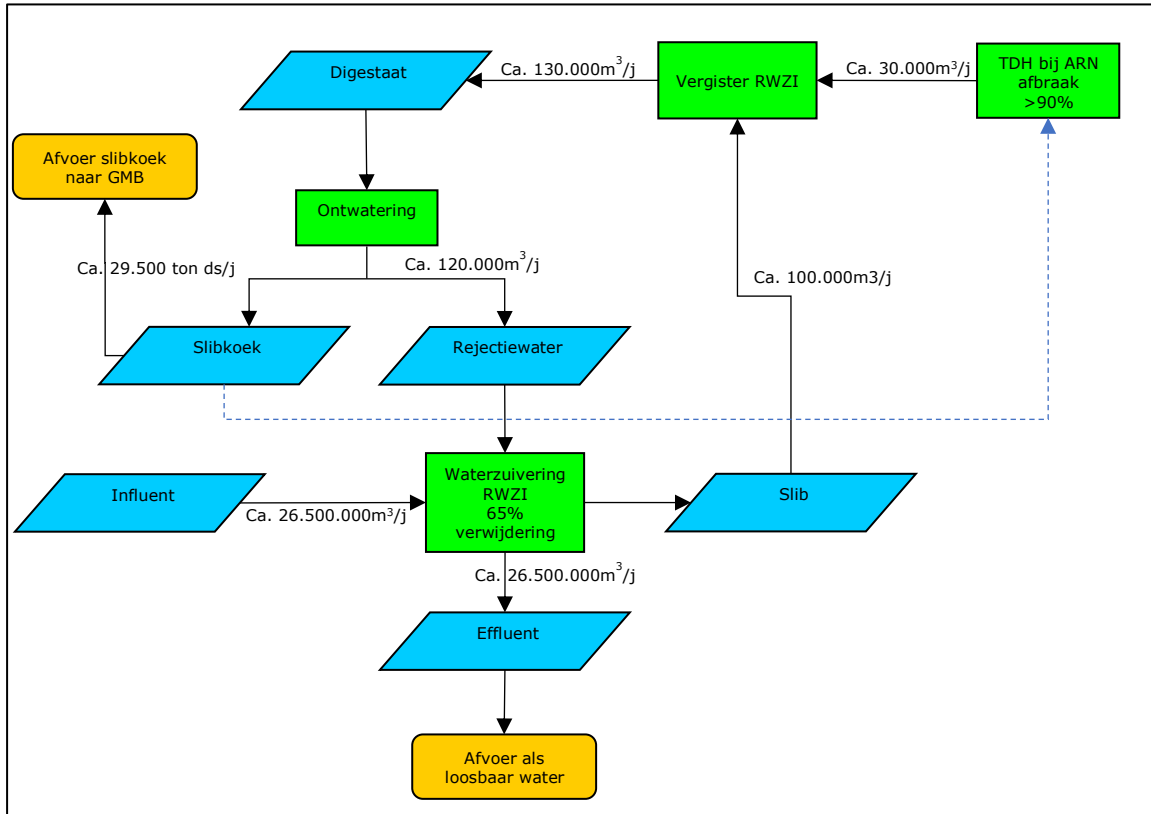 Digestaat
Ca. 130.000m³/j
Vergister RWZI
Ca. 30.000m³/j
TDH bij ARN
afbraak
>90%
Afvoer slibkoek
naar GMB
Ontwatering
Ca. 29.500 ton ds/j
Ca. 120.000m³/j
Ca. 100.000m3/j
Slibkoek
Rejectiewater
Influent
Ca. 26.500.000m³/j
Waterzuivering
RWZI
65%
verwijdering
Slib
Ca. 26.500.000m³/j
Effluent
Afvoer als
loosbaar water